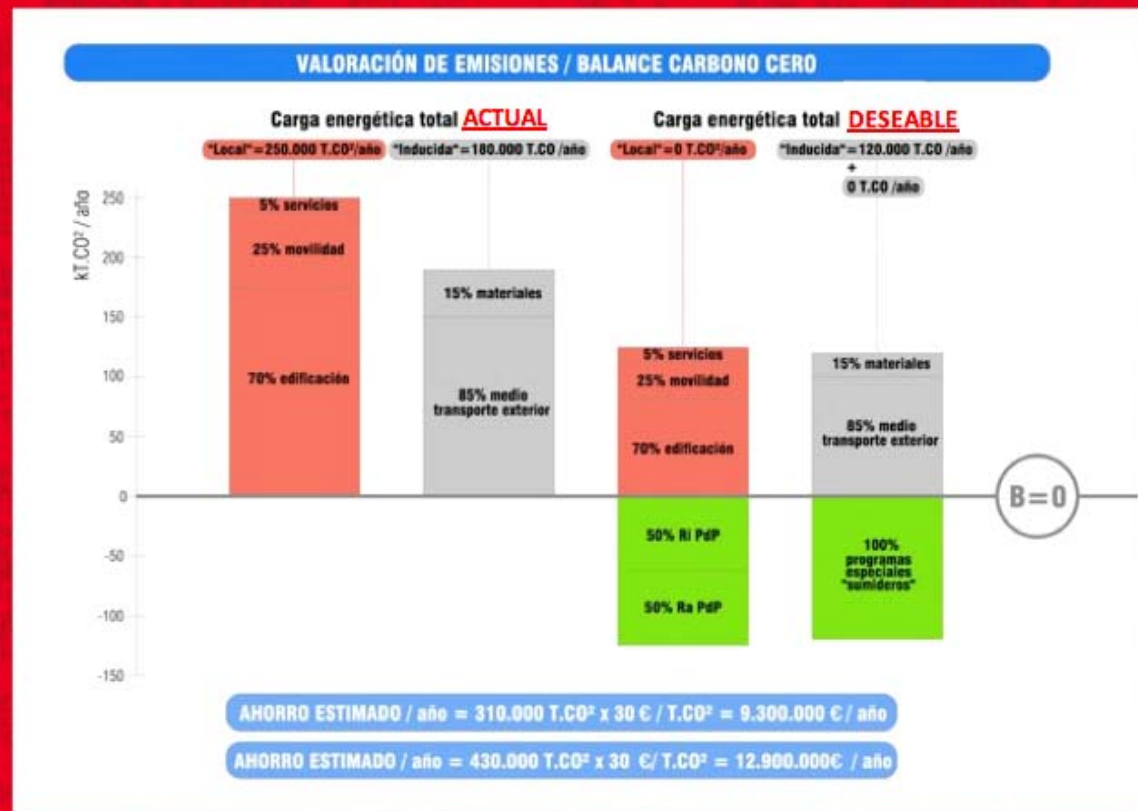 VALORACIÓN DE EMISIONES / BALANCE CARBONO CERO
Carga energética total ACTUAL
Carga energética total DESEABLE
"Local"=250.000 T.CO²/año
"Inducida"=180.000 T.CO /año
"Local"=0 T.CO²/año
"Inducida"=120.000 T.CO /año
+
0 T.CO /año
kT.CO² / año
250
200
150
100
50
0
-50
-100
-150
5% servicios
25% movilidad
70% edificación
15% materiales
85% medio
transporte exterior
5% servicios
25% movilidad
70% edificación
50% Ri PdP
50% Ra PdP
15% materiales
85% medio
transporte exterior
100%
programas
especiales
"sumideros"
B=0
AHORRO ESTIMADO / año = 310.000 T.CO² x 30 € / T.CO² = 9.300.000 € / año
AHORRO ESTIMADO / año = 430.000 T.CO² x 30 €/ T.CO² = 12.900.000€ / año